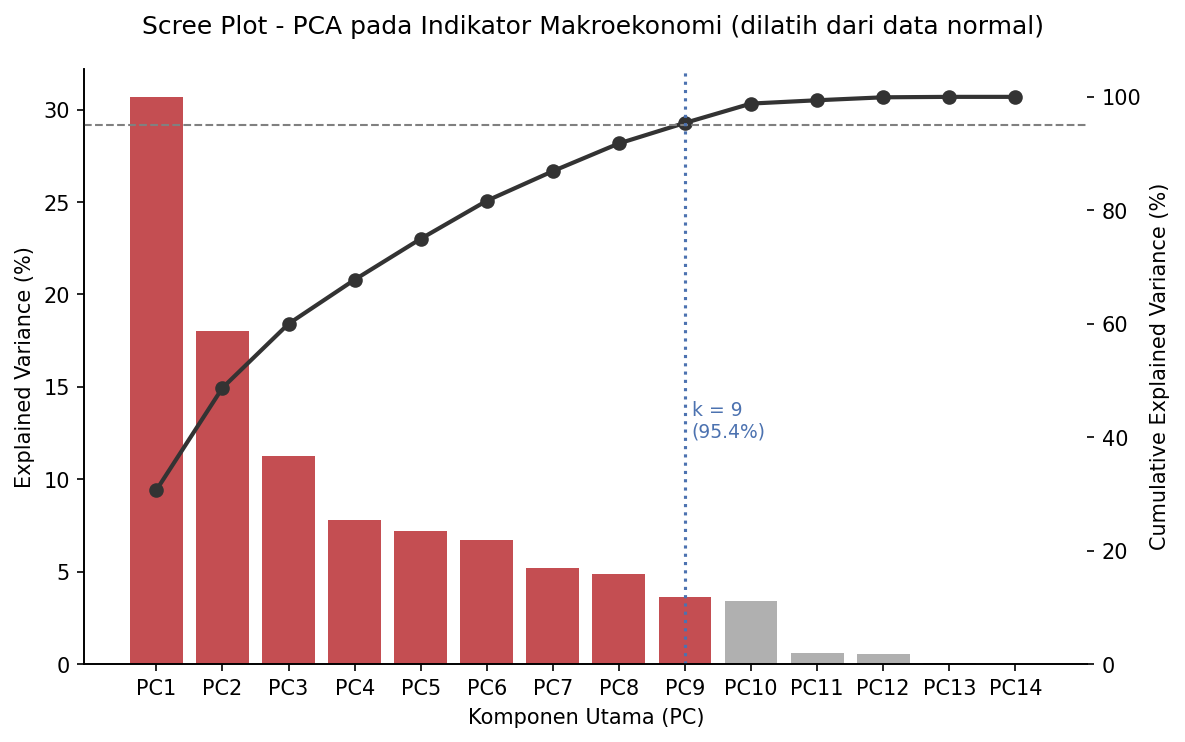 Scree Plot - PCA pada Indikator Makroekonomi (dilatih dari data normal)
Explained Variance (%)
30
25
20
15
10
5
0
k = 9
(95.4%)
100
80
60
40
20
0
Cumulative Explained Variance (%)
PC1 PC2 PC3 PC4 PC5 PC6 PC7 PC8 PC9 PC10 PC11 PC12 PC13 PC14
Komponen Utama (PC)